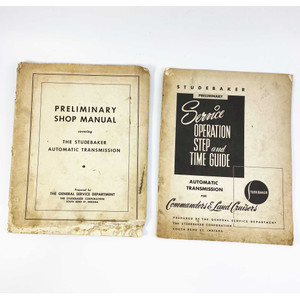 PRELIMINARY
SHOP MANUAL
covering
THE STUDEBAKER
AUTOMATIC TRANSMISSION
Prepared by
THE GENERAL SERVICE DEPARTMENT
THE STUDEBAKER CORPORATION
SOUTH BEND 27, INDIANA
STUDEBAKER
PRELIMINARY
Service
OPERATION
STEP and
TIME GUIDE
AUTOMATIC
TRANSMISSION
FOR
Commanders & Land Cruisers
STUDEBAKER
PREPARED BY THE GENERAL SERVICE DEPARTMENT
THE STUDEBAKER CORPORATION
SOUTH BEND 27, INDIANA